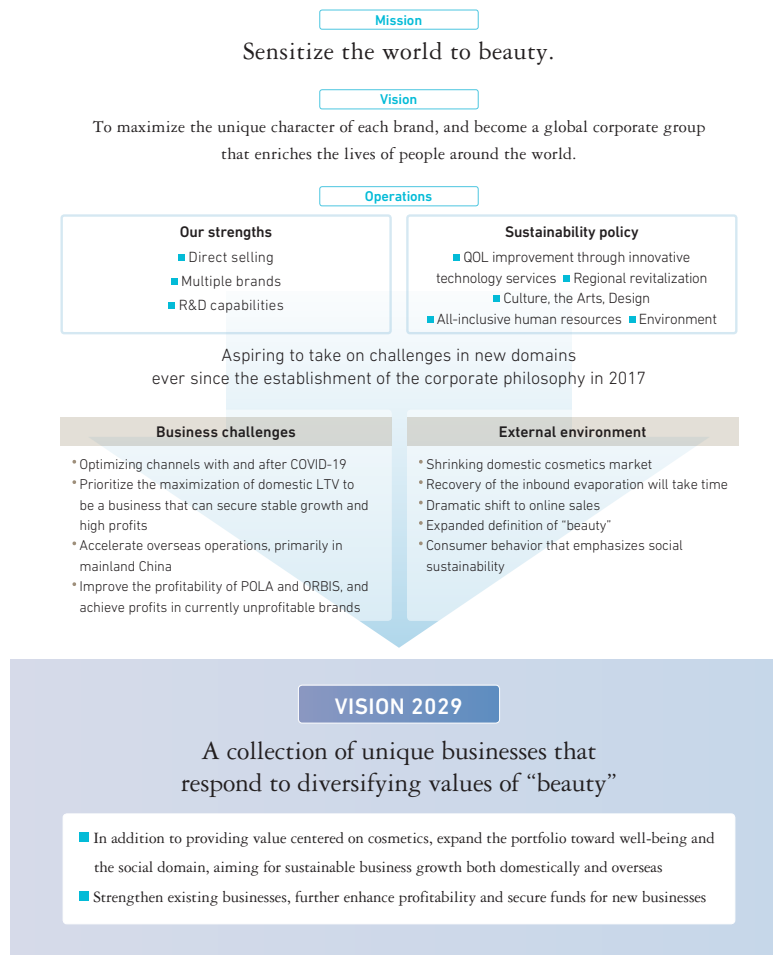 Mission
Sensitize the world to beauty.
Vision
To maximize the unique character of each brand, and become a global corporate group
that enriches the lives of people around the world.
Operations
Our strengths
■ Direct selling
■ Multiple brands
■ R&D capabilities
Sustainability policy
■ QOL improvement through innovative
technology services ■ Regional revitalization
■ Culture, the Arts, Design
■ All-inclusive human resources ■ Environment
Aspiring to take on challenges in new domains
ever since the establishment of the corporate philosophy in 2017
Business challenges
• Optimizing channels with and after COVID-19
• Prioritize the maximization of domestic LTV to
be a business that can secure stable growth and
high profits
• Accelerate overseas operations, primarily in
mainland China
• Improve the profitability of POLA and ORBIS, and
achieve profits in currently unprofitable brands
External environment
• Shrinking domestic cosmetics market
• Recovery of the inbound evaporation will take time
• Dramatic shift to online sales
• Expanded definition of “beauty”
• Consumer behavior that emphasizes social
sustainability
VISION 2029
A collection of unique businesses that
respond to diversifying values of “beauty”
■ In addition to providing value centered on cosmetics, expand the portfolio toward well-being and
the social domain, aiming for sustainable business growth both domestically and overseas
■ Strengthen existing businesses, further enhance profitability and secure funds for new businesses